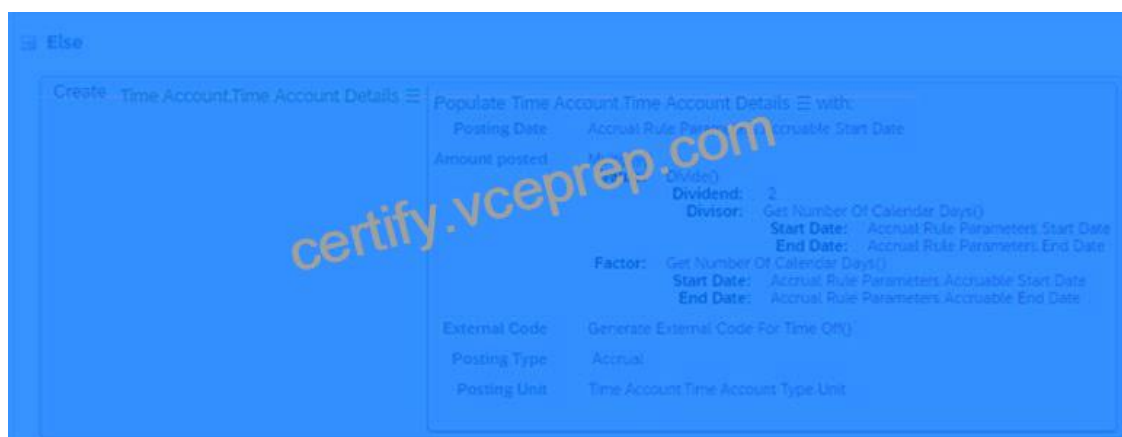 Else
Create Time Account.Time Account Details
Populate Time Account.Time Account Details with:
Posting Date Accrual Rule Parameters.Accruable Start Date
Amount posted
Divide()
Dividend: 2
Divisor: Get Number Of Calendar Days()
Start Date: Accrual Rule Parameters.Start Date
End Date: Accrual Rule Parameters.End Date
Factor: Get Number Of Calendar Days()
Start Date: Accrual Rule Parameters.Accruable Start Date
End Date: Accrual Rule Parameters.Accruable End Date
External Code Generate External Code For Time Off()
Posting Type Accrual
Posting Unit Time Account.Time Account Type.Unit
certify.vceprep.com